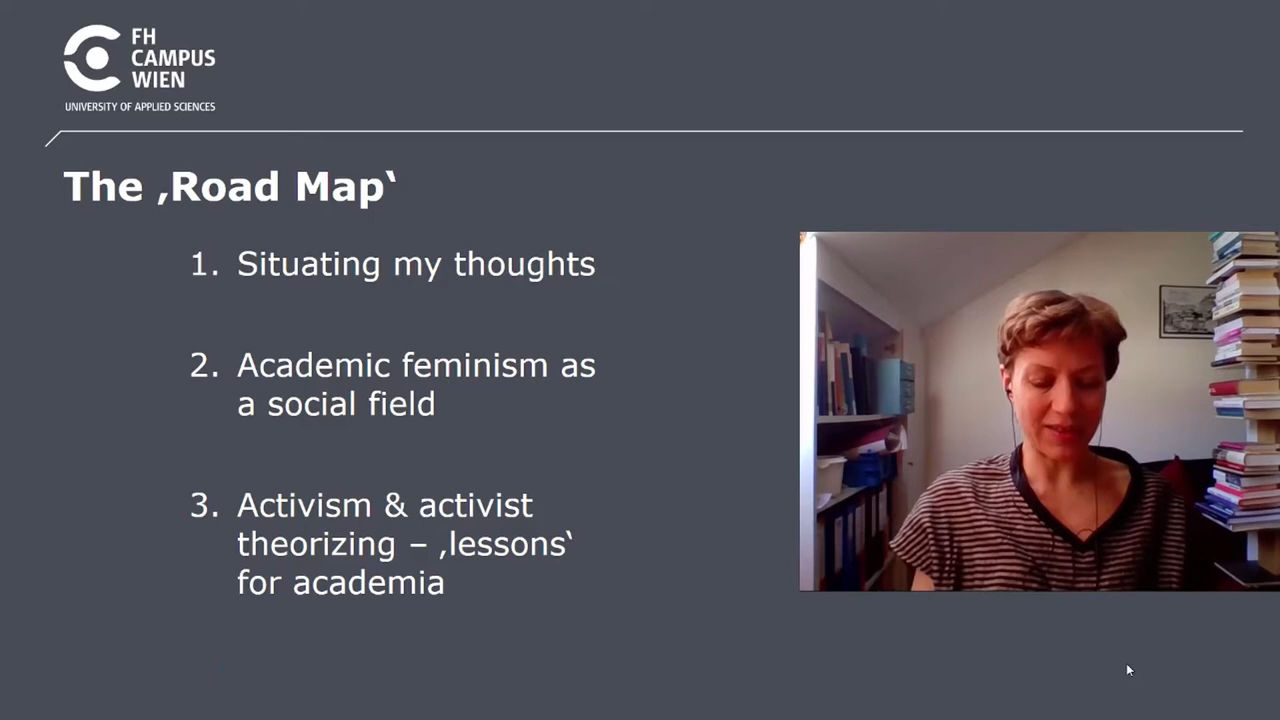 FH
CAMPUS
WIEN
UNIVERSITY OF APPLIED SCIENCES
The ‚Road Map‘
1. Situating my thoughts
2. Academic feminism as
a social field
3. Activism & activist
theorizing – ‚lessons‘
for academia